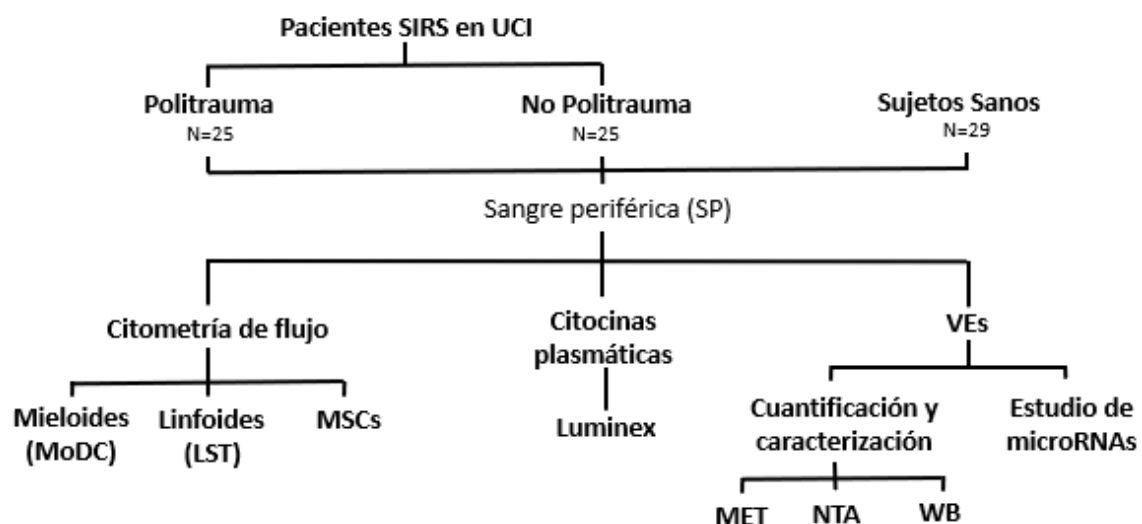 Pacientes SIRS en UCI
Politrauma
N=25
No Politrauma
N=25
Sujetos Sanos
N=29
Sangre periférica (SP)
Citometría de flujo
Citocinas
plasmáticas
VEs
Mieloides
(MoDC)
Linfoides
(LST)
MSCs
Luminex
Cuantificación y
caracterización
Estudio de
microRNAs
MET
NTA
WB